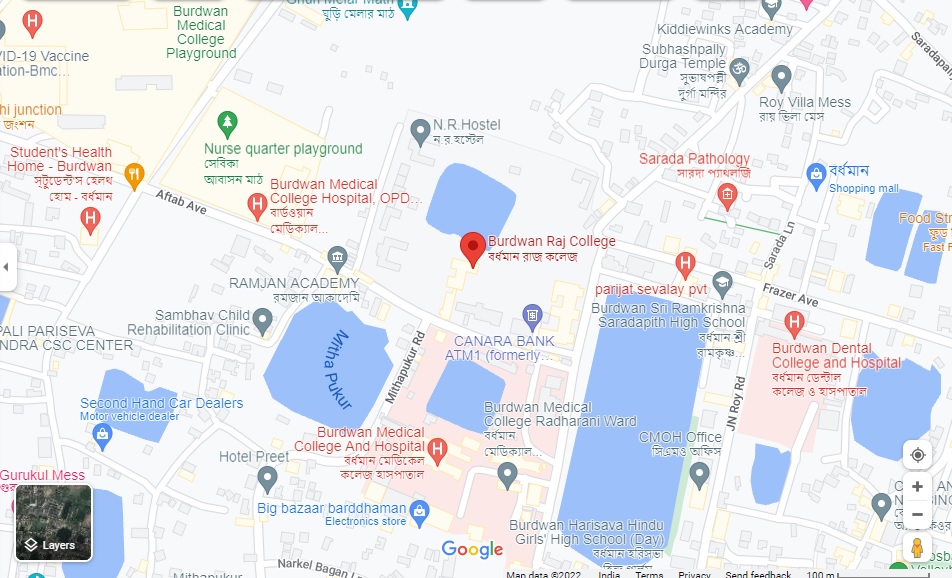 ঘুড়ি মেলার মাঠ
Burdwan
Medical
College
Playground
Kiddiewinks Academy
Subhashpally
Durga Temple
সুভাষপল্লী
দুর্গা মন্দির
Roy Villa Mess
রায় ভিলা মেস
VID-19 Vaccine
ation-Bmc...
hi junction
জংশন
N.R.Hostel
ন.র.হস্টেল
Nurse quarter playground
সেবিকা
আবাসন মাঠ
Student's Health
Home - Burdwan
স্টুডেন্ট'স হেলথ
হোম - বর্ধমান
Aftab Ave
Burdwan Medical
College Hospital, OPD...
বার্ডওয়ান
মেডিক্যাল...
Sarada Pathology
সারদা প্যাথলজি
বর্ধমান
Shopping mall
Food St
Fast F
Sarada Ln
Burdwan Raj College
বর্ধমান রাজ কলেজ
RAMJAN ACADEMY
রমজান আকাদেমি
parijat sevalay pvt
Frazer Ave
Burdwan Sri Ramkrishna
Saradapith High School
বর্ধমান শ্রী
রামকৃষ্ণ...
Sambhav Child
Rehabilitation Clinic
PALI PARISEVA
NDRA CSC CENTER
Mitha Pukur
Mithapukur Rd
CANARA BANK
ATM1 (formerly...
Burdwan Dental
College and Hospital
বর্ধমান ডেন্টাল
কলেজ ও হাসপাতাল
JN Roy Rd
Second Hand Car Dealers
Motor vehicle dealer
Burdwan Medical
College Radharani Ward
বর্ধমান
মেডিক্যাল...
Burdwan Medical
College And Hospital
বর্ধমান মেডিকেল
কলেজ হাসপাতাল
CMOH Office
সিএমওঁ অফিস
Hotel Preet
Gurukul Mess
Big bazaar barddhaman
Electronics store
Burdwan Harisava Hindu
Girls' High School (Day)
বর্ধমান হরিসভা
Layers
Google
Narkel Bagan L
Mithapukur
Map data ©2022 India Terms Privacy Send feedback 100 m